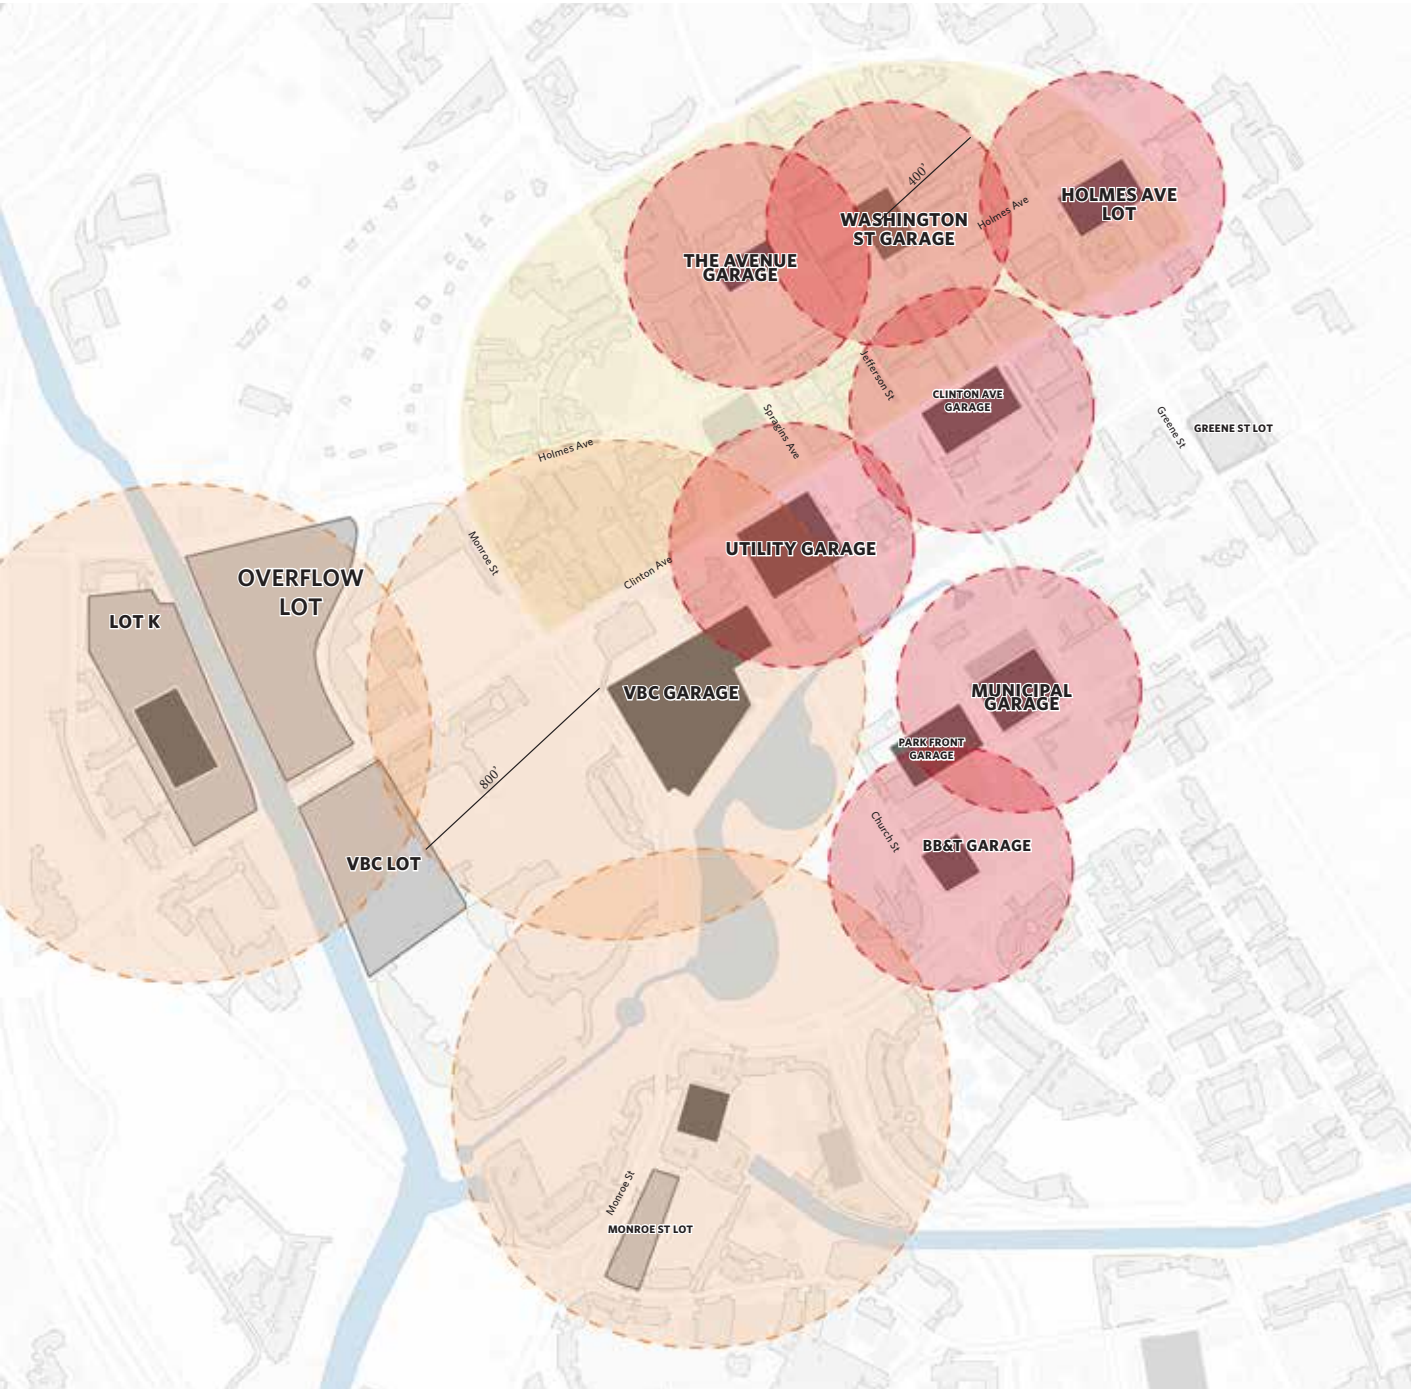 400'
Holmes Ave
HOLMES AVE
LOT
WASHINGTON
ST GARAGE
THE AVENUE
GARAGE
Jefferson St
CLINTON AVE
GARAGE
Spragins Ave
Greene St
GREENE ST LOT
Holmes Ave
Monroe St
UTILITY GARAGE
Clinton Ave
OVERFLOW
LOT
LOT K
VBC GARAGE
MUNICIPAL
GARAGE
PARK FRONT
GARAGE
800'
Church St
BB&T GARAGE
VBC LOT
Monroe St
MONROE ST LOT